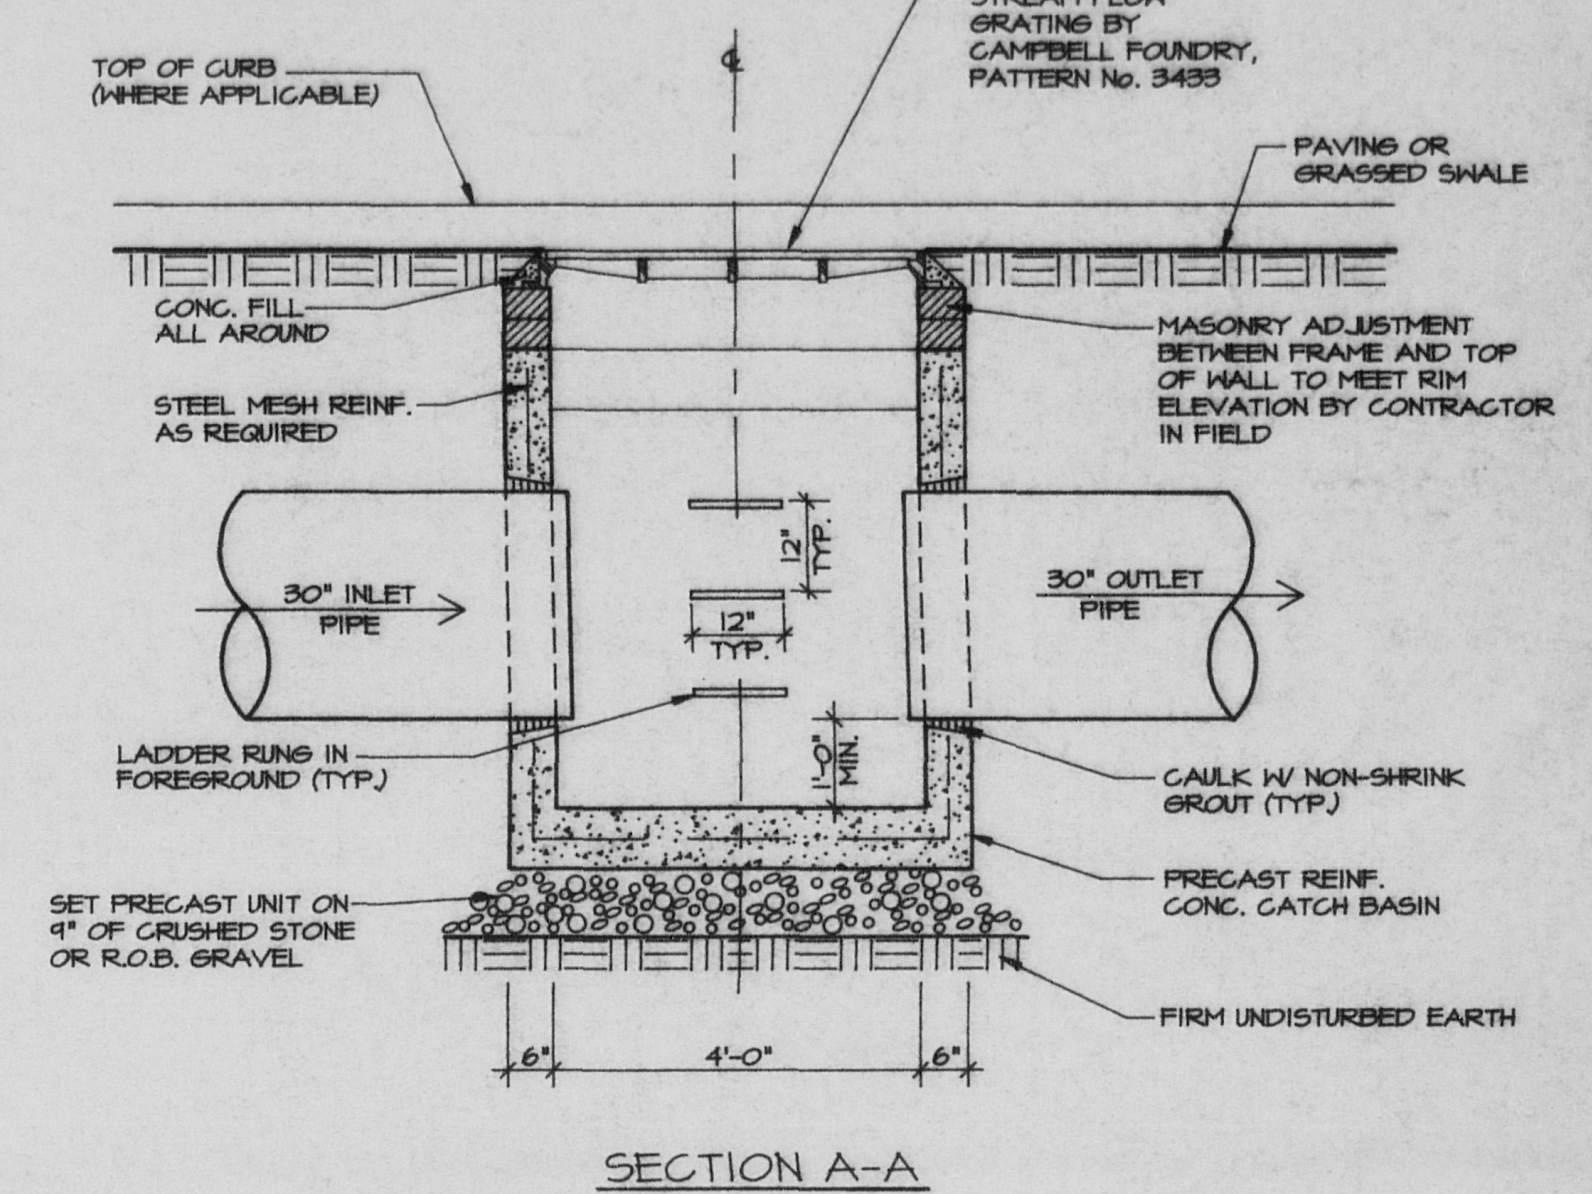 GRATING BY
CAMPBELL FOUNDRY,
PATTERN No. 3433
TOP OF CURB
(WHERE APPLICABLE)
℄
PAVING OR
GRASSED SWALE
CONC. FILL
ALL AROUND
MASONRY ADJUSTMENT
BETWEEN FRAME AND TOP
OF WALL TO MEET RIM
ELEVATION BY CONTRACTOR
IN FIELD
STEEL MESH REINF.
AS REQUIRED
12"
TYP.
30" INLET
PIPE
30" OUTLET
PIPE
12"
TYP.
1'-0"
MIN.
LADDER RUNG IN
FOREGROUND (TYP.)
CAULK W/ NON-SHRINK
GROUT (TYP.)
PRECAST REINF.
CONC. CATCH BASIN
SET PRECAST UNIT ON
9" OF CRUSHED STONE
OR R.O.B. GRAVEL
FIRM UNDISTURBED EARTH
6"
4'-0"
6"
SECTION A-A